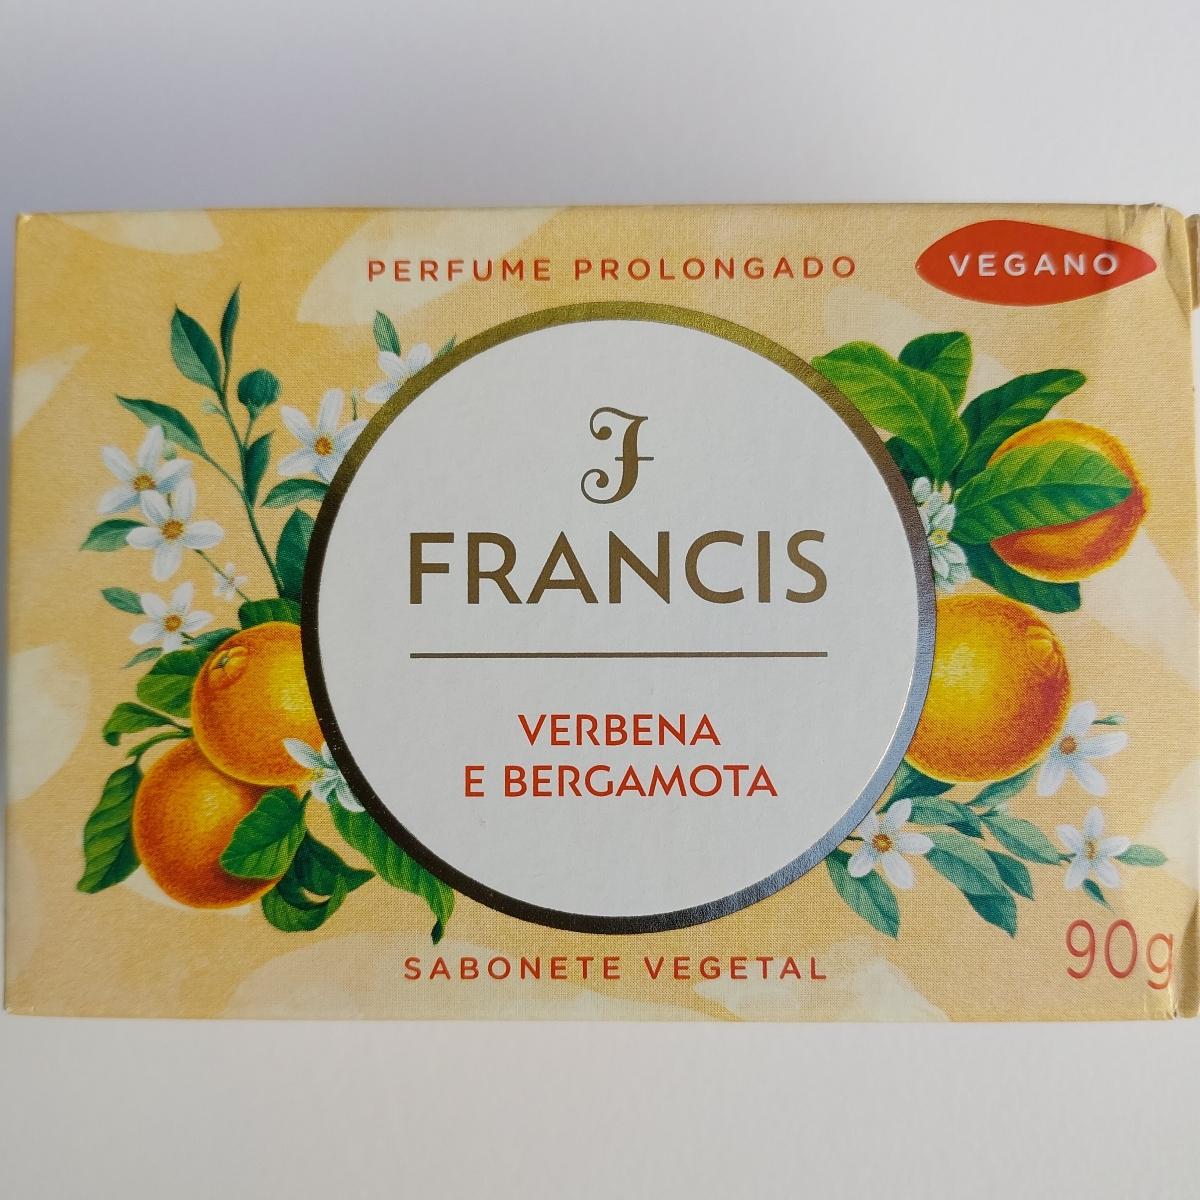 PERFUME PROLONGADO
VEGANO
F
FRANCIS
VERBENA
E BERGAMOTA
SABONETE VEGETAL
90g